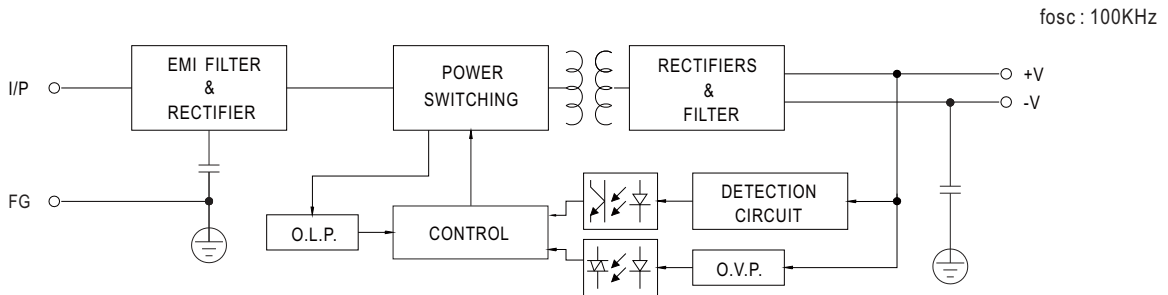 fosc : 100KHz
I/P
EMI FILTER
&
RECTIFIER
POWER
SWITCHING
RECTIFIERS
&
FILTER
+V
-V
FG
O.L.P.
CONTROL
DETECTION
CIRCUIT
O.V.P.